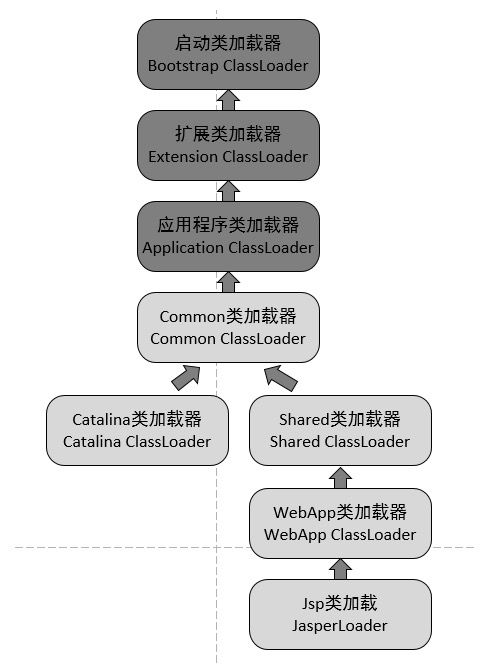 启动类加载器
Bootstrap ClassLoader
扩展类加载器
Extension ClassLoader
应用程序类加载器
Application ClassLoader
Common类加载器
Common ClassLoader
Catalina类加载器
Catalina ClassLoader
Shared类加载器
Shared ClassLoader
WebApp类加载器
WebApp ClassLoader
Jsp类加载
JasperLoader